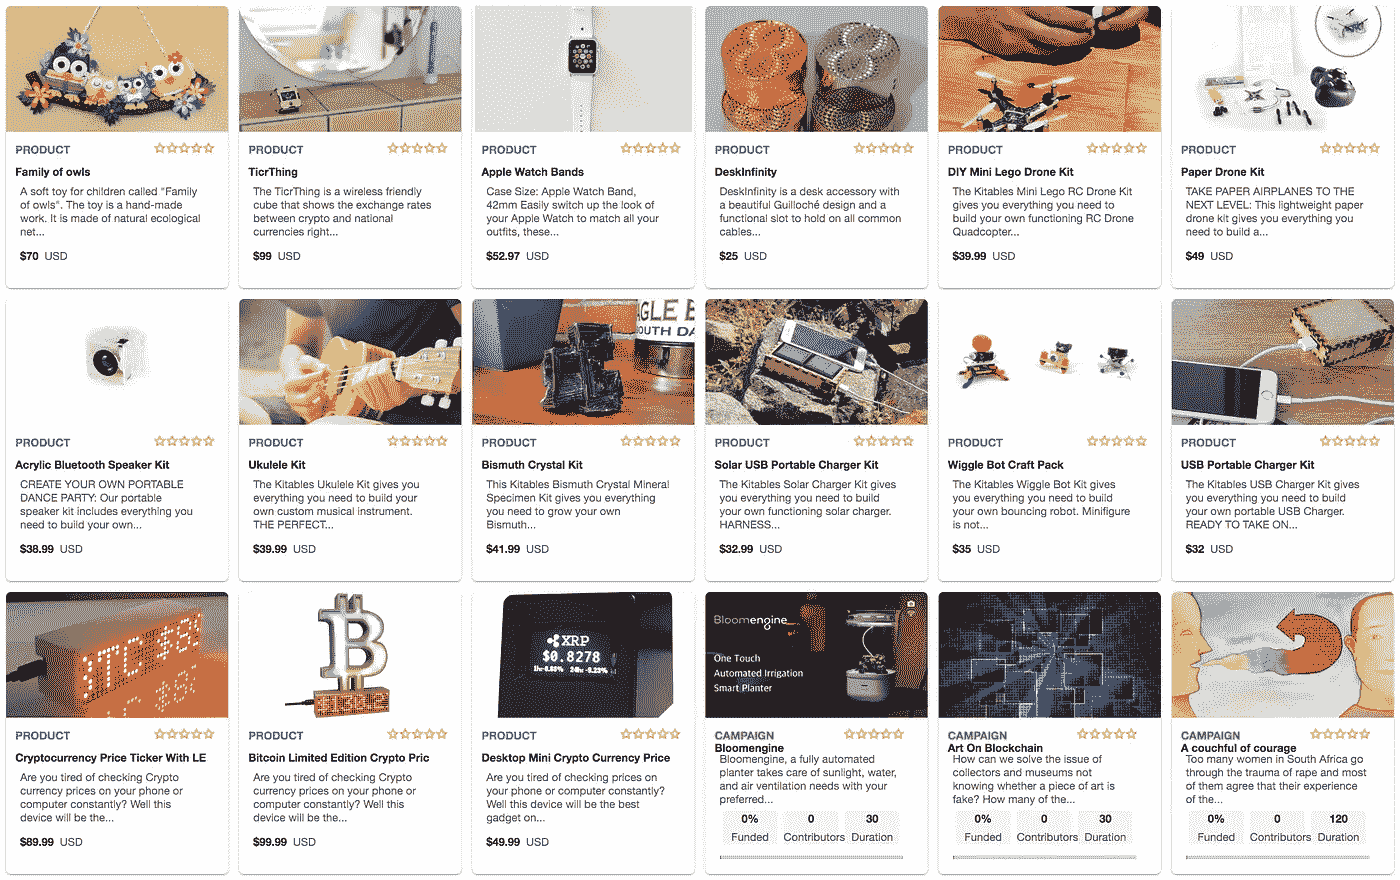 PRODUCT
Family of owls
A soft toy for children called "Family
of owls". The toy is a hand-made
work. It is made of natural ecological
net...
$70 USD
PRODUCT
TicrThing
The TicrThing is a wireless friendly
cube that shows the exchange rates
between crypto and national
currencies right...
$99 USD
PRODUCT
Apple Watch Bands
Case Size: Apple Watch Band,
42mm Easily switch up the look of
your Apple Watch to match all your
outfits, these...
$52.97 USD
PRODUCT
DeskInfinity
DeskInfinity is a desk accessory with
a beautiful Guilloché design and a
functional slot to hold on all common
cables...
$25 USD
PRODUCT
DIY Mini Lego Drone Kit
The Kitables Mini Lego RC Drone Kit
gives you everything you need to
build your own functioning RC Drone
Quadcopter...
$39.99 USD
PRODUCT
Paper Drone Kit
TAKE PAPER AIRPLANES TO THE
NEXT LEVEL: This lightweight paper
drone kit gives you everything you
need to build a...
$49 USD
PRODUCT
Acrylic Bluetooth Speaker Kit
CREATE YOUR OWN PORTABLE
DANCE PARTY: Our portable
speaker kit includes everything you
need to build your own...
$38.99 USD
PRODUCT
Ukulele Kit
The Kitables Ukulele Kit gives you
everything you need to build your
own custom musical instrument.
THE PERFECT...
$39.99 USD
GLE B
OUTH DA
PRODUCT
Bismuth Crystal Kit
This Kitables Bismuth Crystal Mineral
Specimen Kit gives you everything
you need to grow your own
Bismuth...
$41.99 USD
PRODUCT
Solar USB Portable Charger Kit
The Kitables Solar Charger Kit gives
you everything you need to build
your own functioning solar charger.
HARNESS...
$32.99 USD
PRODUCT
Wiggle Bot Craft Pack
The Kitables Wiggle Bot Kit gives
you everything you need to build
your own bouncing robot. Minifigure
is not...
$35 USD
PRODUCT
USB Portable Charger Kit
The Kitables USB Charger Kit gives
you everything you need to build
your own portable USB Charger.
READY TO TAKE ON...
$32 USD
BTC $8
PRODUCT
Cryptocurrency Price Ticker With LE
Are you tired of checking Crypto
currency prices on your phone or
computer constantly? Well this
device will be the...
$89.99 USD
PRODUCT
Bitcoin Limited Edition Crypto Pric
Are you tired of checking Crypto
currency prices on your phone or
computer constantly? Well this
device will be the...
$99.99 USD
XRP
$0.8278
PRODUCT
Desktop Mini Crypto Currency Price
Are you tired of checking prices on
your phone or computer constantly?
Well this device will be the best
gadget on...
$49.99 USD
Bloomengine
One Touch
Automated Irrigation
Smart Planter
CAMPAIGN
Bloomengine
Bloomengine, a fully automated
planter takes care of sunlight, water,
and air ventilation needs with your
preferred...
0% 0 30
Funded Contributors Duration
CAMPAIGN
Art On Blockchain
How can we solve the issue of
collectors and museums not
knowing whether a piece of art is
fake? How many of the...
0% 0 30
Funded Contributors Duration
CAMPAIGN
A couchful of courage
Too many women in South Africa go
through the trauma of rape and most
of them agree that their experience
of the...
0% 0 120
Funded Contributors Duration